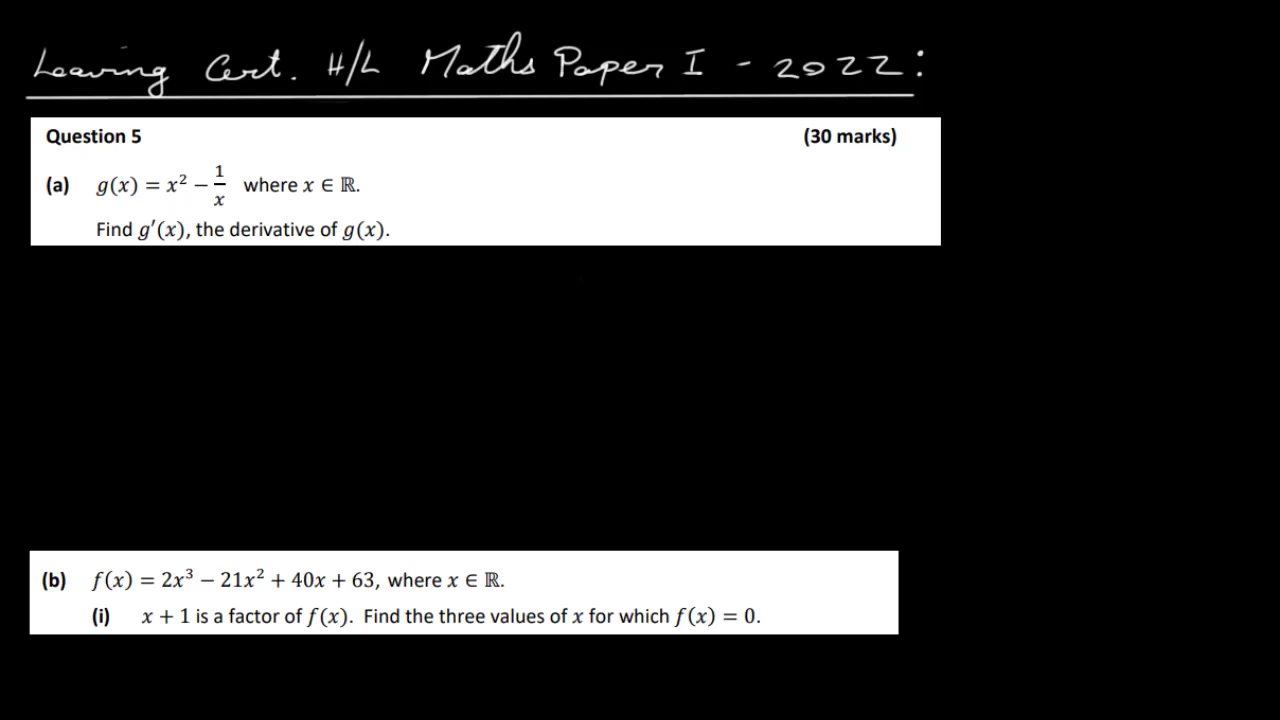 Leaving Cert. H/L Maths Paper I - 2022:
Question 5 (30 marks)
(a) g(x) = x² − 1/x where x ∈ ℝ.
Find g′(x), the derivative of g(x).
(b) f(x) = 2x³ − 21x² + 40x + 63, where x ∈ ℝ.
(i) x + 1 is a factor of f(x). Find the three values of x for which f(x) = 0.